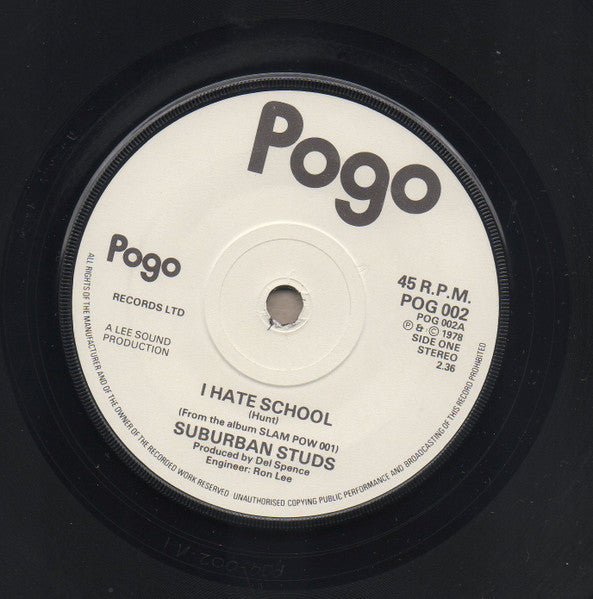 Pogo
Pogo
RECORDS LTD
A LEE SOUND
PRODUCTION
45 R.P.M.
POG 002
POG 002A
Ⓟ & © 1978
SIDE ONE
STEREO
2.36
I HATE SCHOOL
(Hunt)
(From the album SLAM POW 001)
SUBURBAN STUDS
Produced by Del Spence
Engineer: Ron Lee
ALL RIGHTS OF THE MANUFACTURER AND OF THE OWNER OF THE RECORDED WORK RESERVED UNAUTHORISED COPYING PUBLIC PERFORMANCE AND BROADCASTING OF THIS RECORD PROHIBITED